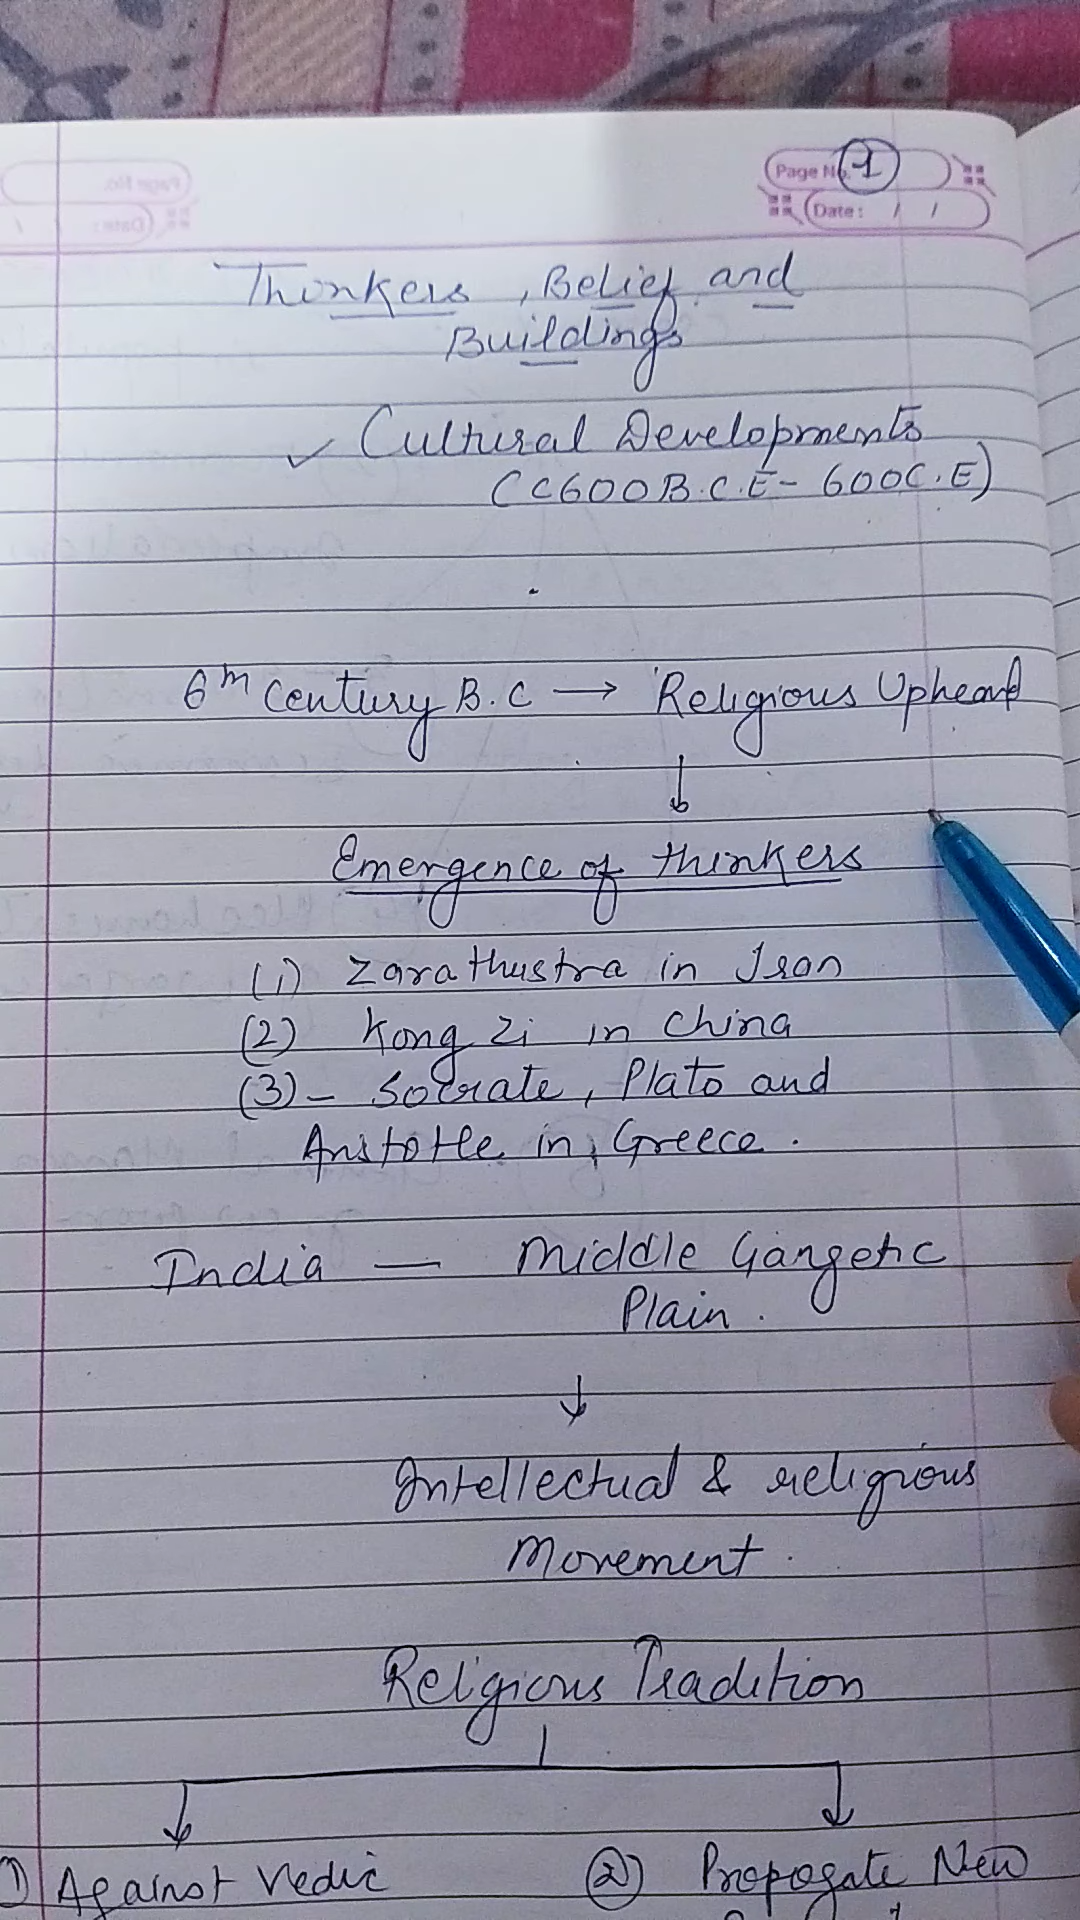 Page No. 1
Date: / /
Thinkers, Belief and
Buildings
✓ Cultural Developments
(C600B.C.E - 600C.E)
6th Century B.C → Religious Upheaf
↓
Emergence of thinkers
(1) Zarathustra in Iran
(2) Kong Zi in China
(3) - Socrate, Plato and
Aristotle in Greece.
India — Middle Gangetic
Plain.
↓
Intellectual & religious
Movement.
Religious Tradition
1) Against Vedic
2) Propogate New